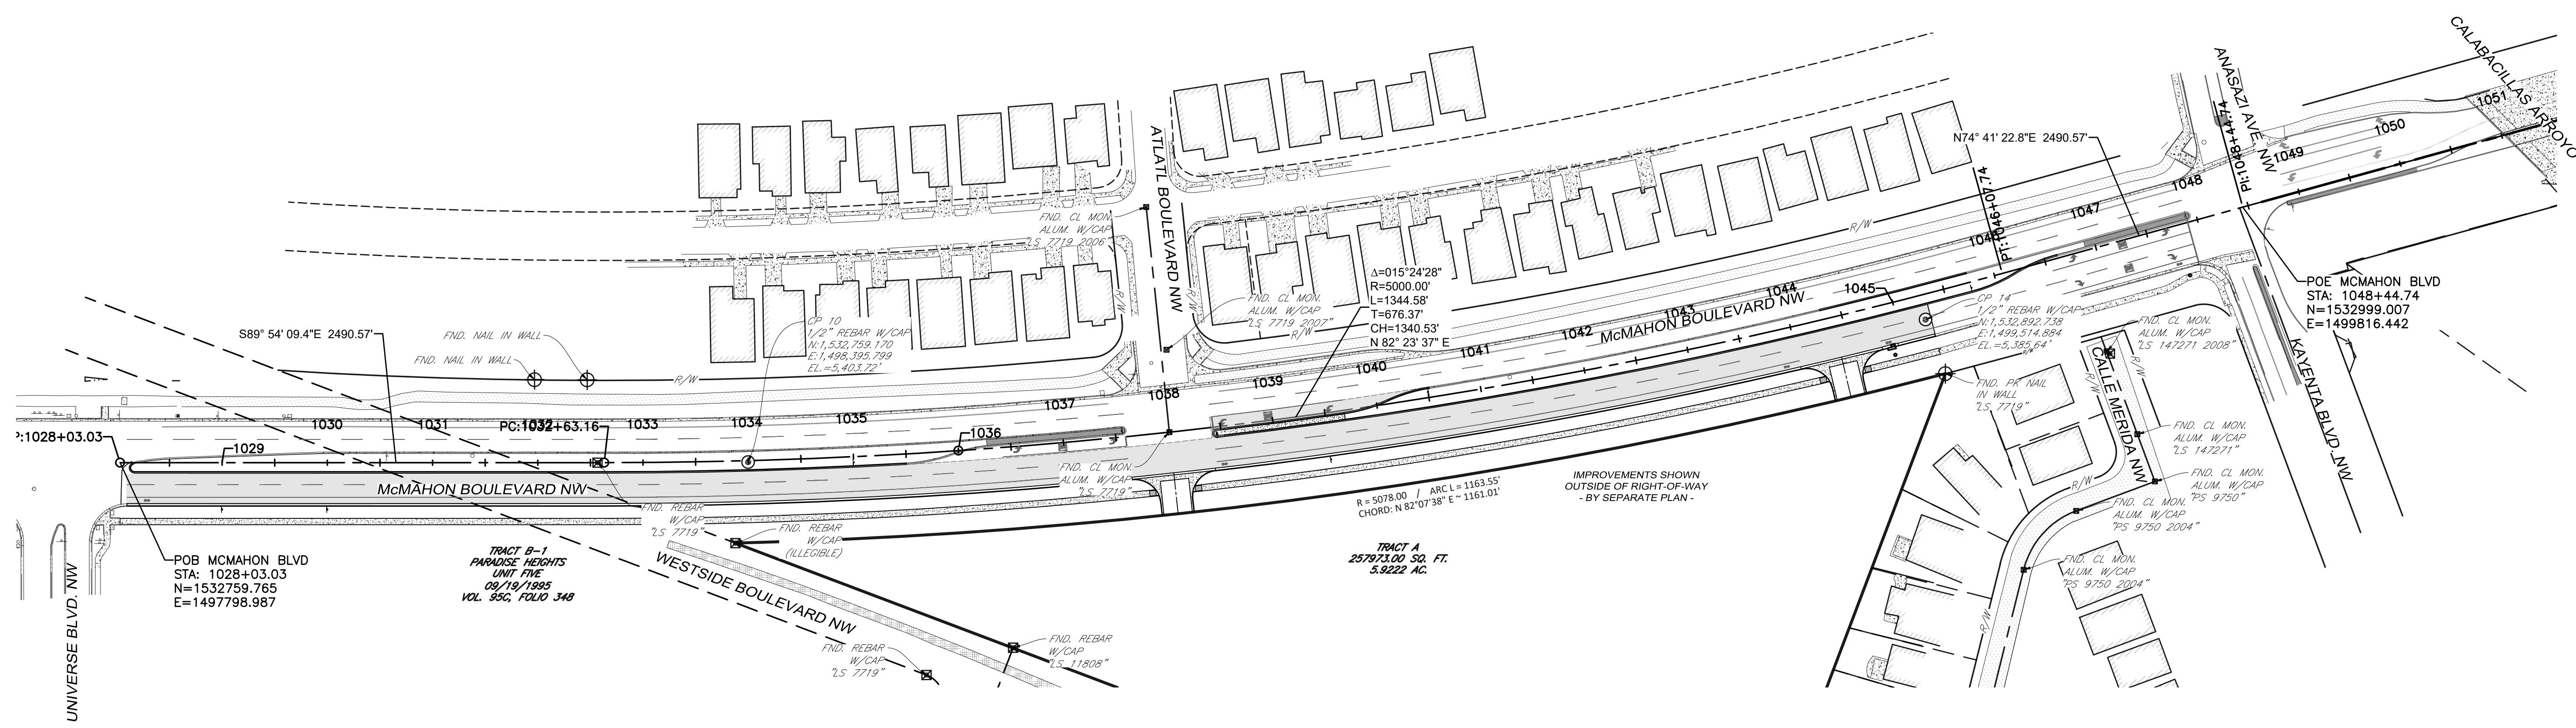 CALABACILLAS ARROYO
ANASAZI AVE. NW
1051
1050
1049
PI:1048+44.74
1048
1047
PI:1046+07.74
1045
1044
1043
1042
1041
1040
1039
1038
1037
1036
1035
1034
1033
1031
1030
1029
N74° 41' 22.8"E  2490.57'
ATLATL BOULEVARD NW
FND. CL MON.
ALUM. W/CAP
"LS 7719 2006"
FND. CL MON.
ALUM. W/CAP
"LS 7719 2007"
R/W
R/W
R/W
R/W
R/W
Δ=015°24'28"
R=5000.00'
L=1344.58'
T=676.37'
CH=1340.53'
N 82° 23' 37" E
McMAHON BOULEVARD NW
CP 14
1/2" REBAR W/CAP
N:1,532,892.738
E:1,499,514.884
EL.=5,385.64'
R/W
POE MCMAHON BLVD
STA:  1048+44.74
N=1532999.007
E=1499816.442
CP 10
1/2" REBAR W/CAP
N:1,532,759.170
E:1,498,395.799
EL.=5,403.72'
S89° 54' 09.4"E  2490.57'
FND. NAIL IN WALL
FND. NAIL IN WALL
PC:1032+63.16
P:1028+03.03
McMAHON BOULEVARD NW
FND. CL MON.
ALUM. W/CAP
"LS 7719"
FND. REBAR
W/CAP
"LS 7719"
FND. REBAR
W/CAP
(ILLEGIBLE)
POB MCMAHON BLVD
STA:  1028+03.03
N=1532759.765
E=1497798.987
UNIVERSE BLVD. NW
TRACT B-1
PARADISE HEIGHTS
UNIT FIVE
09/19/1995
VOL. 95C, FOLIO 348
WESTSIDE BOULEVARD NW
FND. REBAR
W/CAP
"LS 7719"
FND. REBAR
W/CAP
"LS 11808"
R = 5078.00   /   ARC L = 1163.55'
CHORD: N 82°07'38" E ~ 1161.01'
TRACT A
257973.00 SQ. FT.
5.9222 AC.
IMPROVEMENTS SHOWN
OUTSIDE OF RIGHT-OF-WAY
- BY SEPARATE PLAN -
FND. PK NAIL
IN WALL
"LS 7719"
FND. CL MON.
ALUM. W/CAP
"LS 147271 2008"
CALLE MERIDA NW
R/W
R/W
R/W
R/W
FND. CL MON.
ALUM. W/CAP
"LS 147271"
FND. CL MON.
ALUM. W/CAP
"PS 9750"
FND. CL MON.
ALUM. W/CAP
"PS 9750 2004"
FND. CL MON.
ALUM. W/CAP
"PS 9750 2004"
KAYENTA BLVD. NW